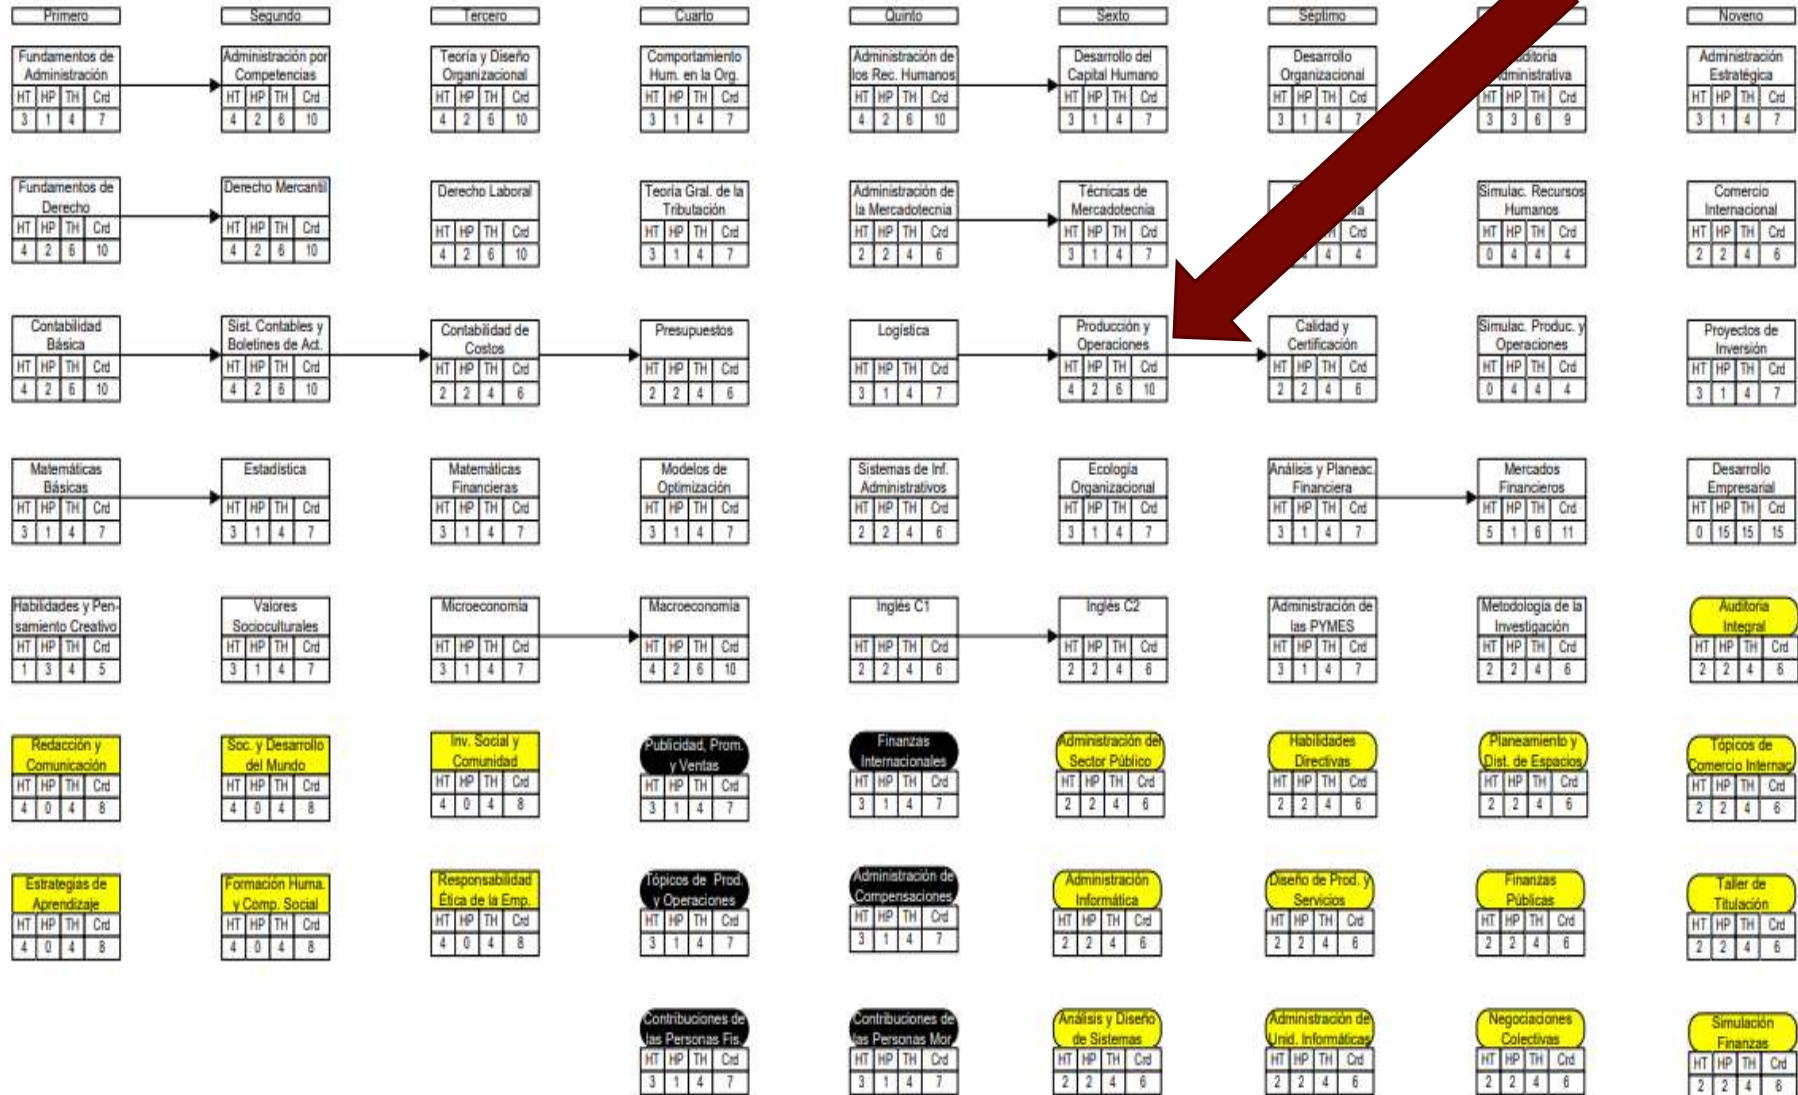 Primero Segundo Tercero Cuarto Quinto Sexto Séptimo Noveno
Fundamentos de Administración por Teoría y Diseño Comportamiento Administración de Desarrollo del Desarrollo Auditoria Administración
Administración Competencias Organizacional Hum. en la Org. los Rec. Humanos Capital Humano Organizacional Administrativa Estratégica
HT HP TH Crd HT HP TH Crd HT HP TH Crd HT HP TH Crd HT HP TH Crd HT HP TH Crd HT HP TH Crd HT HP TH Crd HT HP TH Crd
3 1 4 7 4 2 6 10 4 2 6 10 3 1 4 7 4 2 6 10 3 1 4 7 3 1 4 7 3 3 6 9 3 1 4 7
Fundamentos de Derecho Mercantil Derecho Laboral Teoría Gral. de la Administración de Técnicas de Simulac. Recursos Comercio
Derecho Tributación la Mercadotecnia Mercadotecnia Humanos Internacional
HT HP TH Crd HT HP TH Crd HT HP TH Crd HT HP TH Crd HT HP TH Crd HT HP TH Crd Crd HT HP TH Crd HT HP TH Crd
4 2 6 10 4 2 6 10 4 2 6 10 3 1 4 7 2 2 4 6 3 1 4 7 4 4 4 0 4 4 4 2 2 4 6
Contabilidad Sist. Contables y Contabilidad de Presupuestos Logística Producción y Calidad y Simulac. Produc. y Proyectos de
Básica Boletines de Act. Costos Operaciones Certificación Operaciones Inversión
HT HP TH Crd HT HP TH Crd HT HP TH Crd HT HP TH Crd HT HP TH Crd HT HP TH Crd HT HP TH Crd HT HP TH Crd HT HP TH Crd
4 2 6 10 4 2 6 10 2 2 4 6 2 2 4 6 3 1 4 7 4 2 6 10 2 2 4 6 0 4 4 4 3 1 4 7
Matemáticas Estadística Matemáticas Modelos de Sistemas de Inf. Ecología Análisis y Planeac. Mercados Desarrollo
Básicas Financieras Optimización Administrativos Organizacional Financiera Financieros Empresarial
HT HP TH Crd HT HP TH Crd HT HP TH Crd HT HP TH Crd HT HP TH Crd HT HP TH Crd HT HP TH Crd HT HP TH Crd HT HP TH Crd
3 1 4 7 3 1 4 7 3 1 4 7 3 1 4 7 2 2 4 6 3 1 4 7 3 1 4 7 5 1 6 11 0 15 15 15
Habilidades y Pen- Valores Microeconomía Macroeconomía Inglés C1 Inglés C2 Administración de Metodología de la Auditoria
samiento Creativo Socioculturales las PYMES Investigación Integral
HT HP TH Crd HT HP TH Crd HT HP TH Crd HT HP TH Crd HT HP TH Crd HT HP TH Crd HT HP TH Crd HT HP TH Crd HT HP TH Crd
1 3 4 5 3 1 4 7 3 1 4 7 4 2 6 10 2 2 4 6 2 2 4 6 3 1 4 7 2 2 4 6 2 2 4 6
Redacción y Soc. y Desarrollo Inv. Social y Publicidad, Prom. Finanzas Administración del Habilidades Planeamiento y Tópicos de
Comunicación del Mundo Comunidad y Ventas Internacionales Sector Público Directivas Dist. de Espacios Comercio Internac.
HT HP TH Crd HT HP TH Crd HT HP TH Crd HT HP TH Crd HT HP TH Crd HT HP TH Crd HT HP TH Crd HT HP TH Crd HT HP TH Crd
4 0 4 8 4 0 4 8 4 0 4 8 3 1 4 7 3 1 4 7 2 2 4 6 2 2 4 6 2 2 4 6 2 2 4 6
Estrategias de Formación Huma. Responsabilidad Tópicos de Prod. Administración de Administración Diseño de Prod. y Finanzas Taller de
Aprendizaje y Comp. Social Ética de la Emp. y Operaciones Compensaciones Informática Servicios Públicas Titulación
HT HP TH Crd HT HP TH Crd HT HP TH Crd HT HP TH Crd HT HP TH Crd HT HP TH Crd HT HP TH Crd HT HP TH Crd HT HP TH Crd
4 0 4 8 4 0 4 8 4 0 4 8 3 1 4 7 3 1 4 7 2 2 4 6 2 2 4 6 2 2 4 6 2 2 4 6
Contribuciones de Contribuciones de Análisis y Diseño Administración de Negociaciones Simulación
las Personas Fis. las Personas Mor. de Sistemas Unid. Informáticas Colectivas Finanzas
HT HP TH Crd HT HP TH Crd HT HP TH Crd HT HP TH Crd HT HP TH Crd HT HP TH Crd
3 1 4 7 3 1 4 7 2 2 4 6 2 2 4 6 2 2 4 6 2 2 4 6